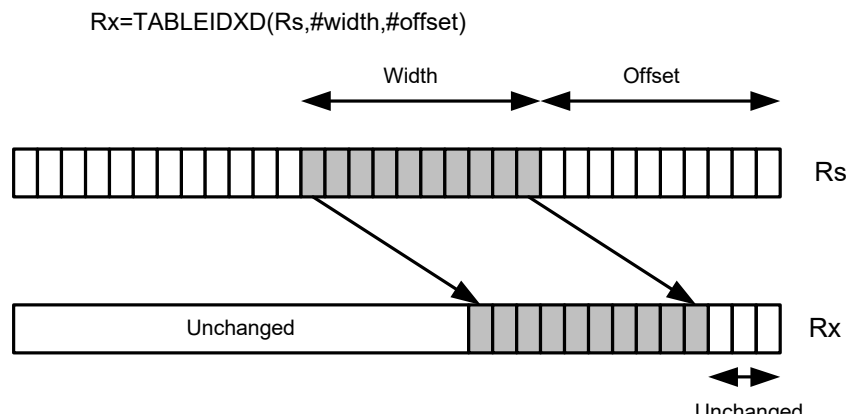 Rx=TABLEIDXD(Rs,#width,#offset)
Width
Offset
Rs
Unchanged
Rx
Unchanged